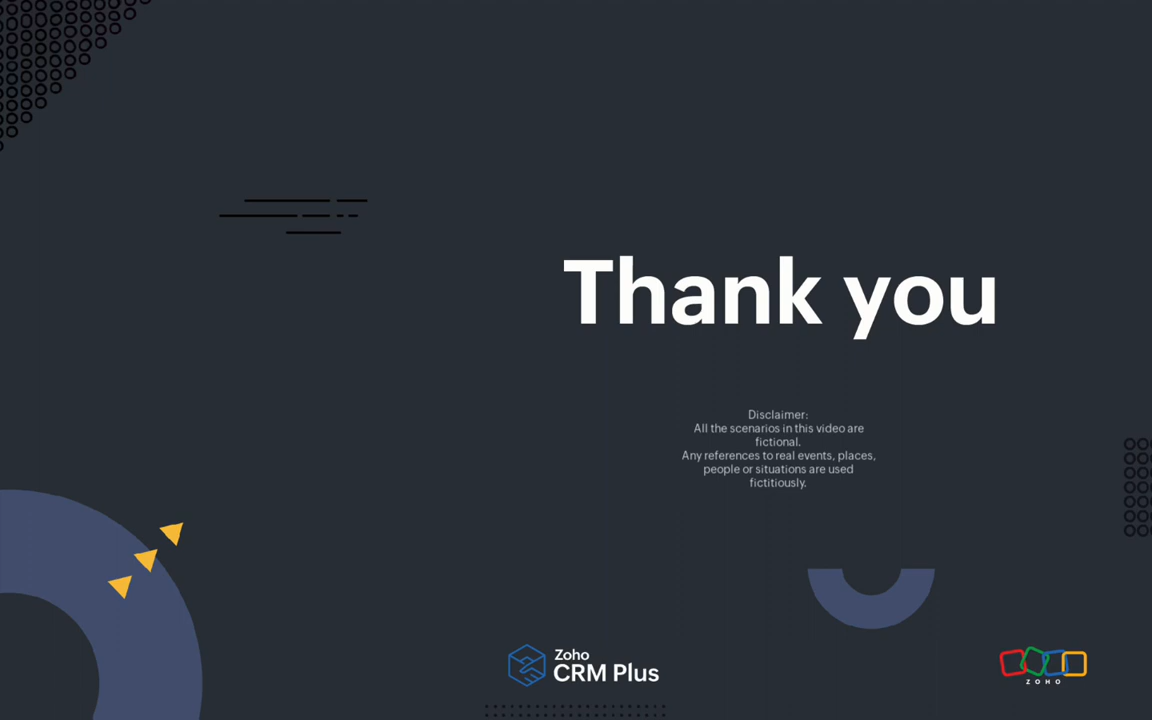 Thank you
Disclaimer:
All the scenarios in this video are
fictional.
Any references to real events, places,
people or situations are used
fictitiously.
Zoho
CRM Plus
ZOHO